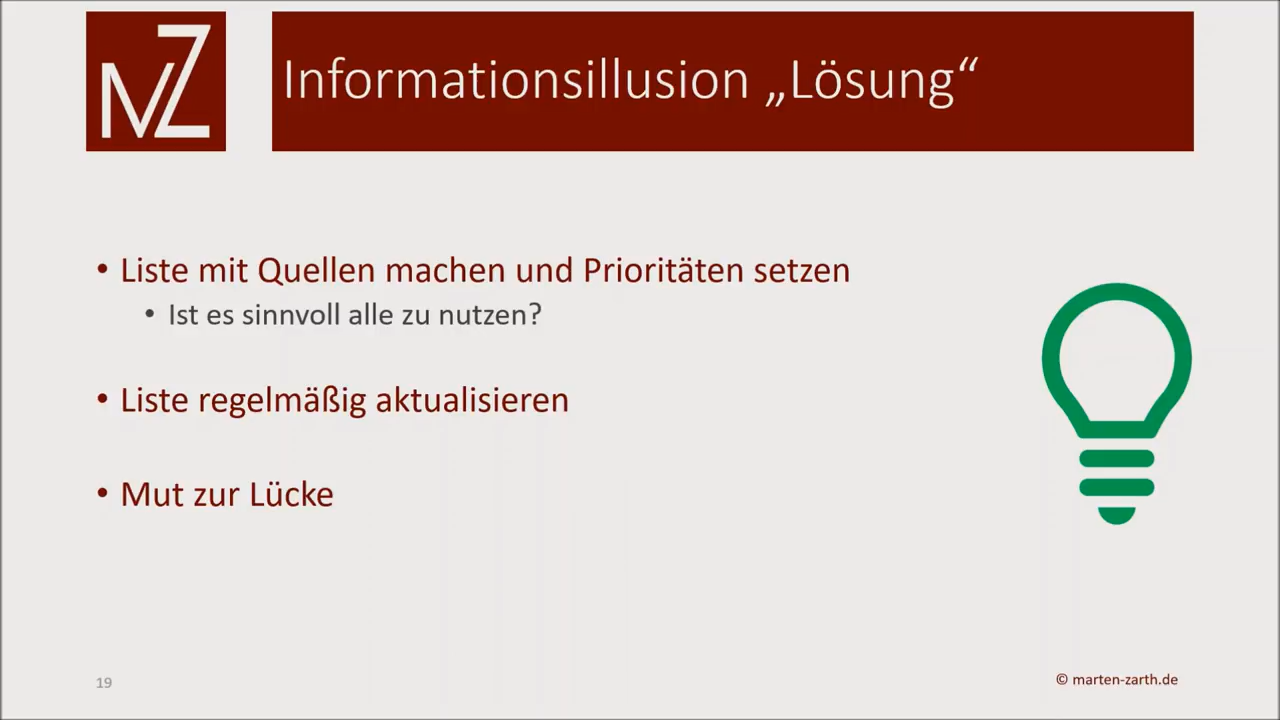 MZ
Informationsillusion „Lösung“
• Liste mit Quellen machen und Prioritäten setzen
• Ist es sinnvoll alle zu nutzen?
• Liste regelmäßig aktualisieren
• Mut zur Lücke
19
© marten-zarth.de